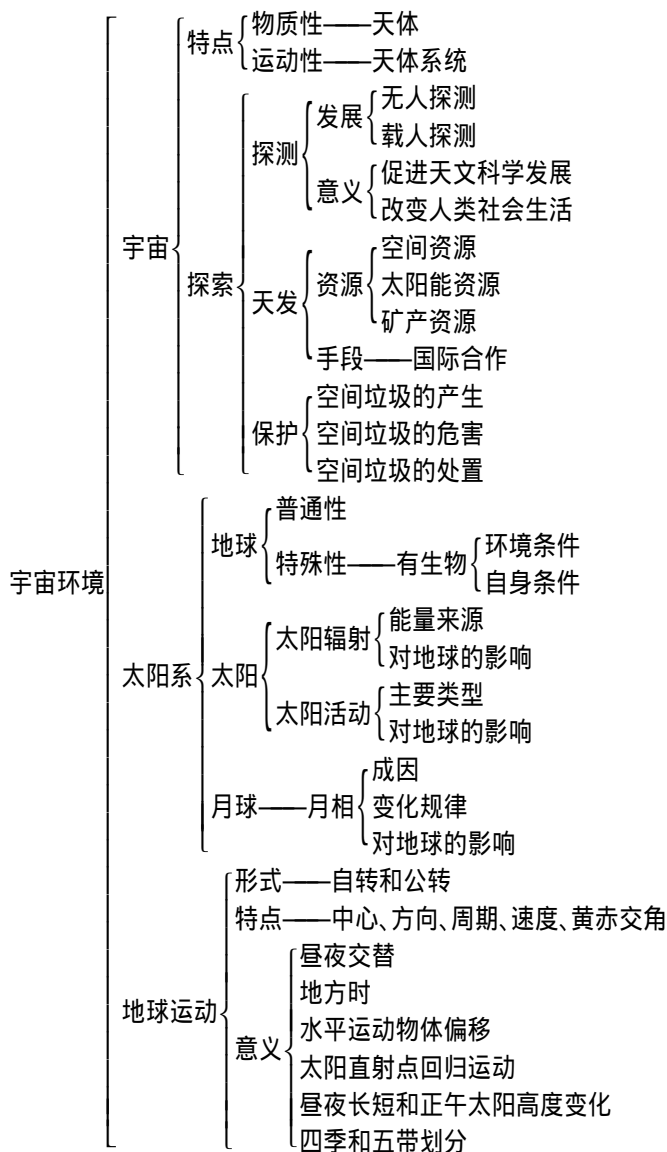 特点
物质性——天体
运动性——天体系统
宇宙
探索
探测
发展
无人探测
载人探测
意义
促进天文科学发展
改变人类社会生活
天发
资源
空间资源
太阳能资源
矿产资源
手段——国际合作
保护
空间垃圾的产生
空间垃圾的危害
空间垃圾的处置
宇宙环境
太阳系
地球
普通性
特殊性——有生物
环境条件
自身条件
太阳
太阳辐射
能量来源
对地球的影响
太阳活动
主要类型
对地球的影响
月球——月相
成因
变化规律
对地球的影响
地球运动
形式——自转和公转
特点——中心、方向、周期、速度、黄赤交角
意义
昼夜交替
地方时
水平运动物体偏移
太阳直射点回归运动
昼夜长短和正午太阳高度变化
四季和五带划分